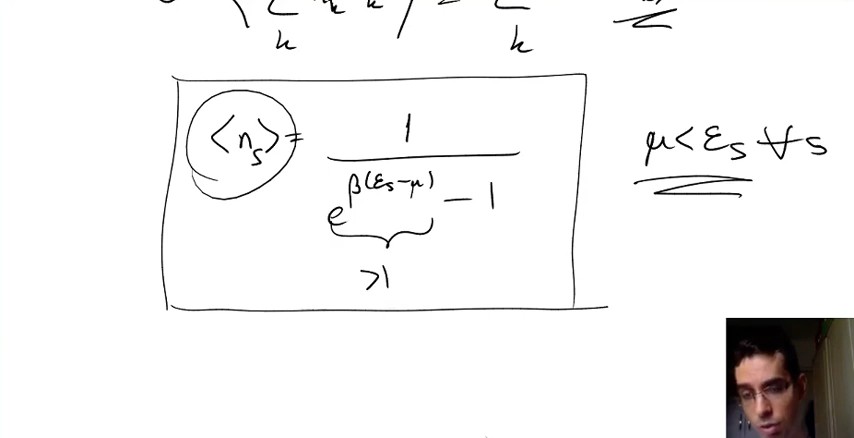 k k
<n_s> = 1 / (e^{β(ε_s-μ)} - 1)
>1
μ<ε_s ∀s